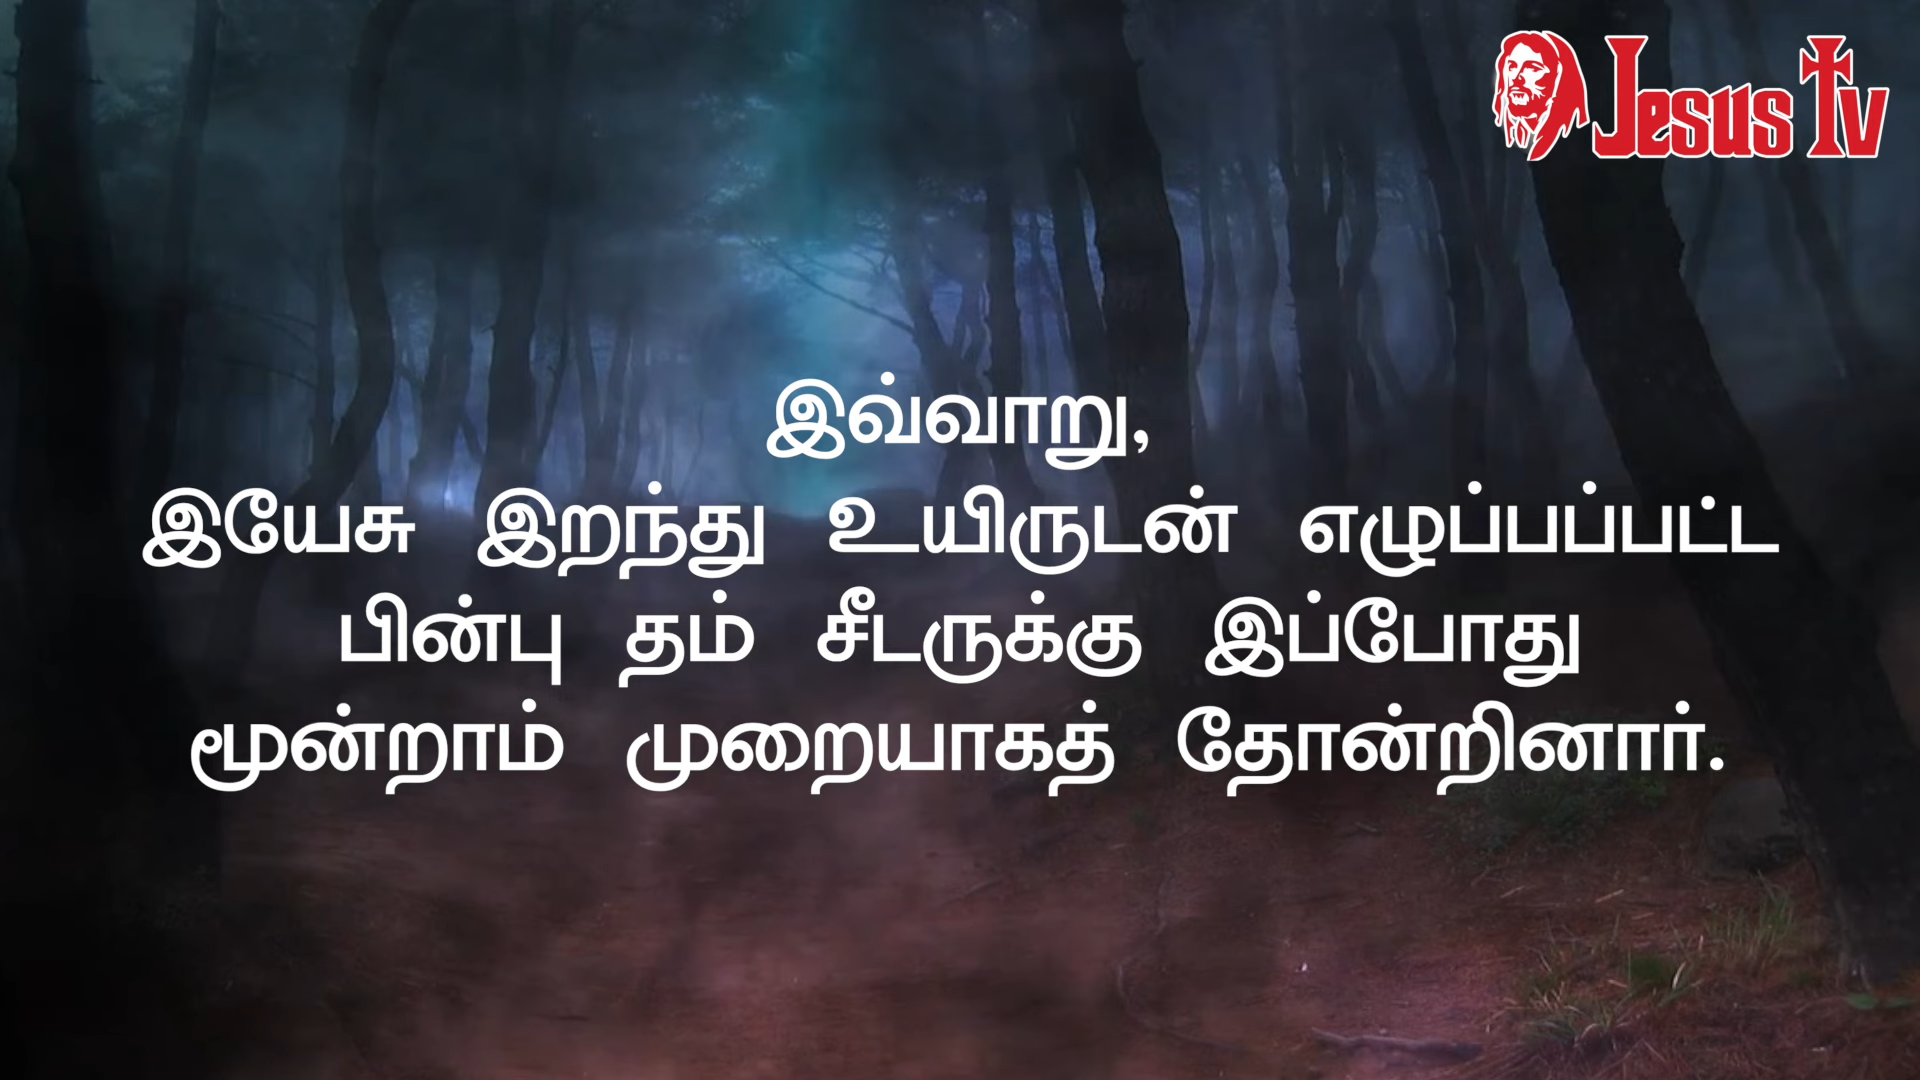 Jesus Tv
இவ்வாறு,
இயேசு இறந்து உயிருடன் எழுப்பப்பட்ட
பின்பு தம் சீடருக்கு இப்போது
மூன்றாம் முறையாகத் தோன்றினார்.